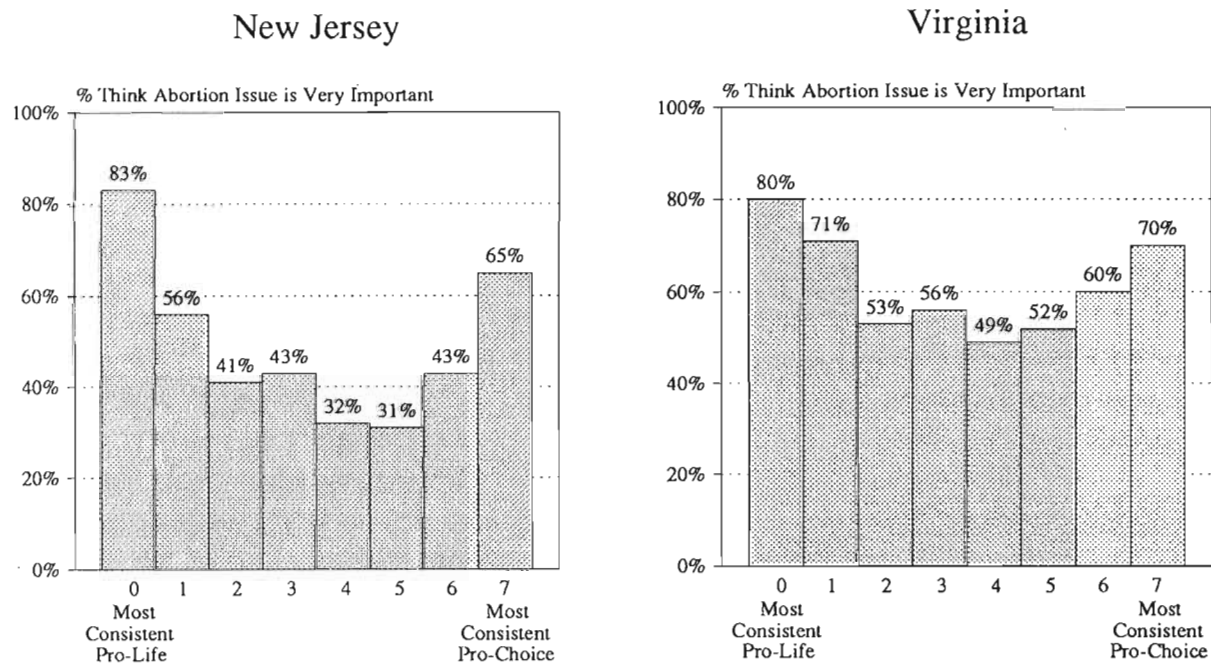 New Jersey
% Think Abortion Issue is Very Important
100%
80%
60%
40%
20%
0%
83%
56%
41%
43%
32%
31%
43%
65%
0 1 2 3 4 5 6 7
Most Most
Consistent Consistent
Pro-Life Pro-Choice
Virginia
% Think Abortion Issue is Very Important
100%
80%
60%
40%
20%
0%
80%
71%
53%
56%
49%
52%
60%
70%
0 1 2 3 4 5 6 7
Most Most
Consistent Consistent
Pro-Life Pro-Choice